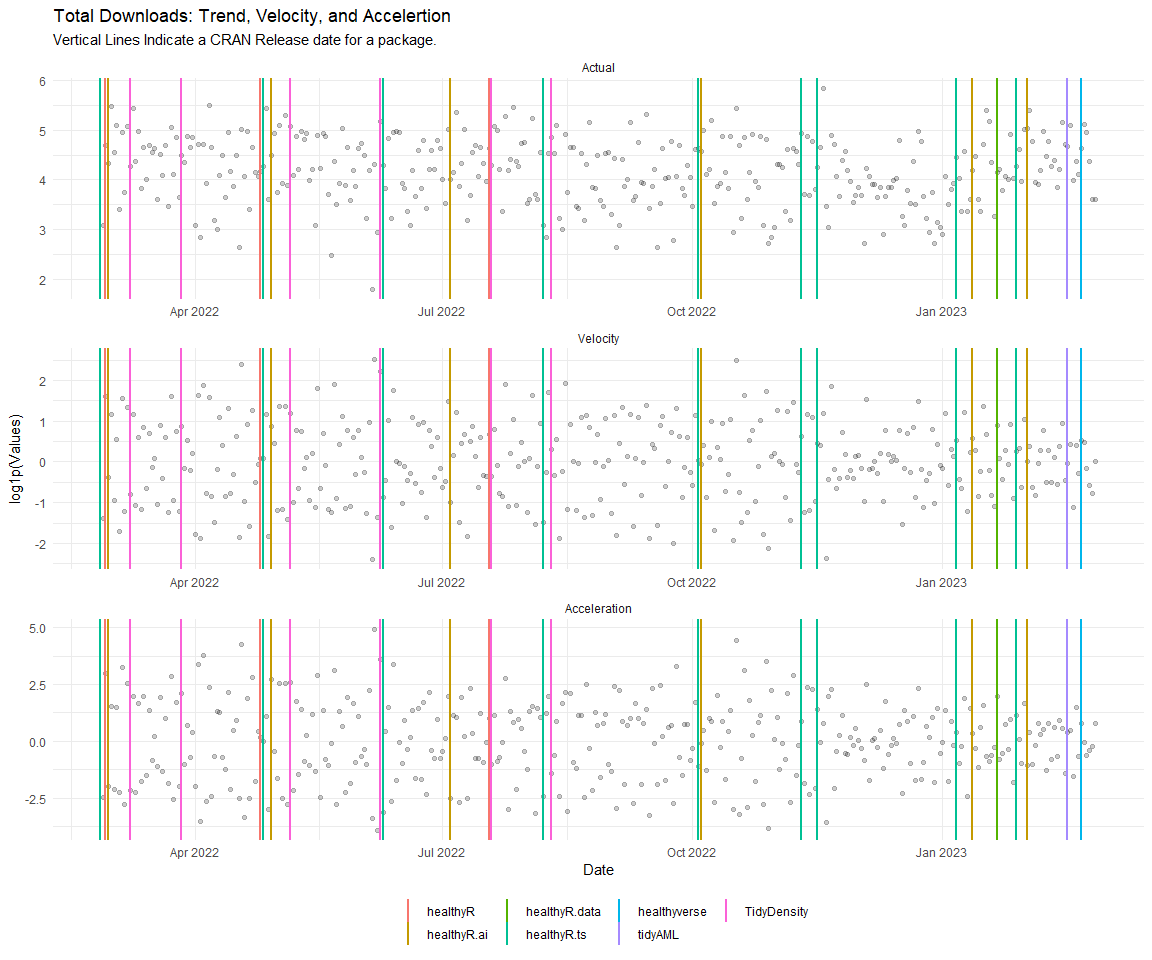 Total Downloads: Trend, Velocity, and Accelertion
Vertical Lines Indicate a CRAN Release date for a package.
Actual
6
5
4
3
2
Apr 2022
Jul 2022
Oct 2022
Jan 2023
Velocity
2
1
0
-1
-2
Apr 2022
Jul 2022
Oct 2022
Jan 2023
log1p(Values)
Acceleration
5.0
2.5
0.0
-2.5
Apr 2022
Jul 2022
Oct 2022
Jan 2023
Date
healthyR
healthyR.data
healthyverse
TidyDensity
healthyR.ai
healthyR.ts
tidyAML